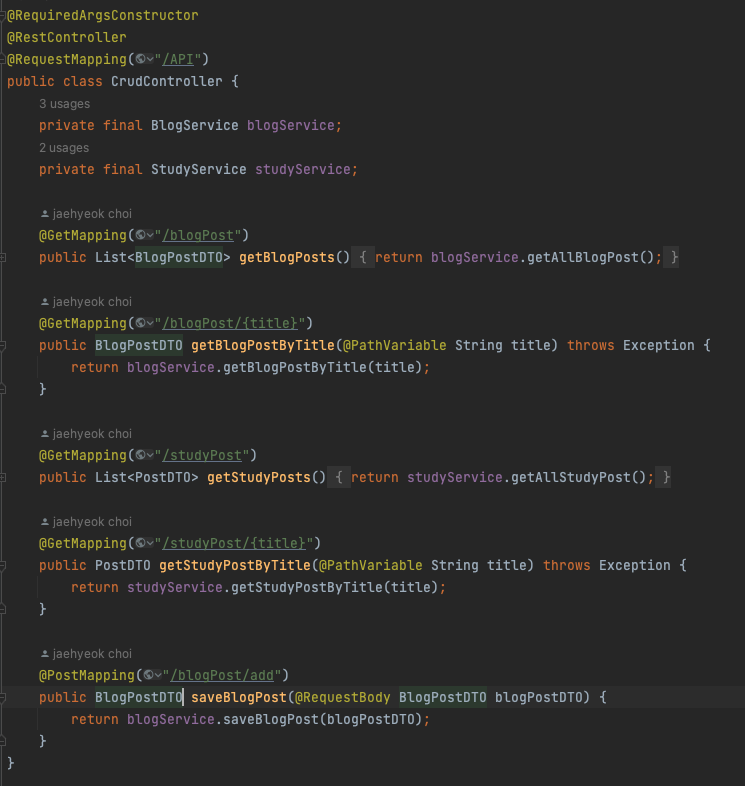 @RequiredArgsConstructor
@RestController
@RequestMapping("/API")
public class CrudController {
3 usages
private final BlogService blogService;
2 usages
private final StudyService studyService;
jaehyeok choi
@GetMapping("/blogPost")
public List<BlogPostDTO> getBlogPosts() { return blogService.getAllBlogPost(); }
jaehyeok choi
@GetMapping("/blogPost/{title}")
public BlogPostDTO getBlogPostByTitle(@PathVariable String title) throws Exception {
return blogService.getBlogPostByTitle(title);
}
jaehyeok choi
@GetMapping("/studyPost")
public List<PostDTO> getStudyPosts() { return studyService.getAllStudyPost(); }
jaehyeok choi
@GetMapping("/studyPost/{title}")
public PostDTO getStudyPostByTitle(@PathVariable String title) throws Exception {
return studyService.getStudyPostByTitle(title);
}
jaehyeok choi
@PostMapping("/blogPost/add")
public BlogPostDTO saveBlogPost(@RequestBody BlogPostDTO blogPostDTO) {
return blogService.saveBlogPost(blogPostDTO);
}
}